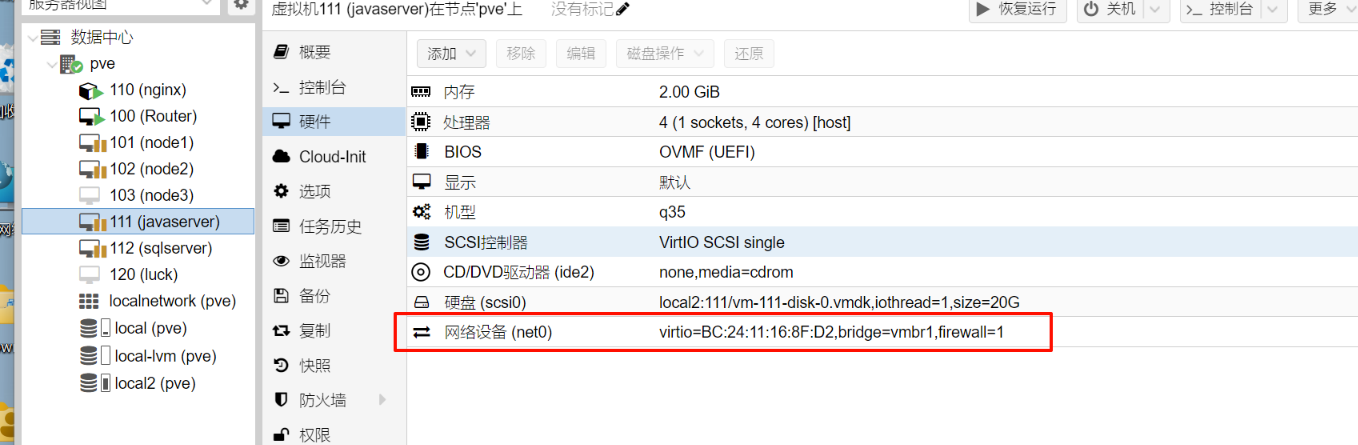 服务器视图
虚拟机111 (javaserver)在节点'pve'上 没有标记 恢复运行 关机 控制台 更多
数据中心
pve
110 (nginx)
100 (Router)
101 (node1)
102 (node2)
103 (node3)
111 (javaserver)
112 (sqlserver)
120 (luck)
localnetwork (pve)
local (pve)
local-lvm (pve)
local2 (pve)
概要
控制台
硬件
Cloud-Init
选项
任务历史
监视器
备份
复制
快照
防火墙
权限
添加 移除 编辑 磁盘操作 还原
内存 2.00 GiB
处理器 4 (1 sockets, 4 cores) [host]
BIOS OVMF (UEFI)
显示 默认
机型 q35
SCSI控制器 VirtIO SCSI single
CD/DVD驱动器 (ide2) none,media=cdrom
硬盘 (scsi0) local2:111/vm-111-disk-0.vmdk,iothread=1,size=20G
网络设备 (net0) virtio=BC:24:11:16:8F:D2,bridge=vmbr1,firewall=1